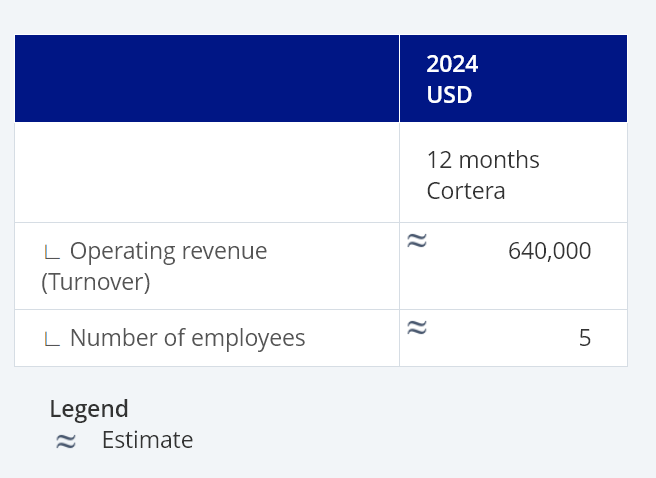 2024
USD
12 months
Cortera
Operating revenue
(Turnover)
≈ 640,000
Number of employees
≈ 5
Legend
≈ Estimate